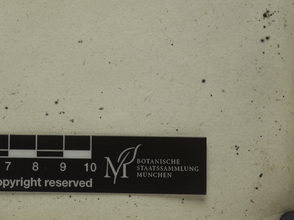 7 8 9 10
opyright reserved
M
BOTANISCHE
STAATSSAMMLUNG
MÜNCHEN